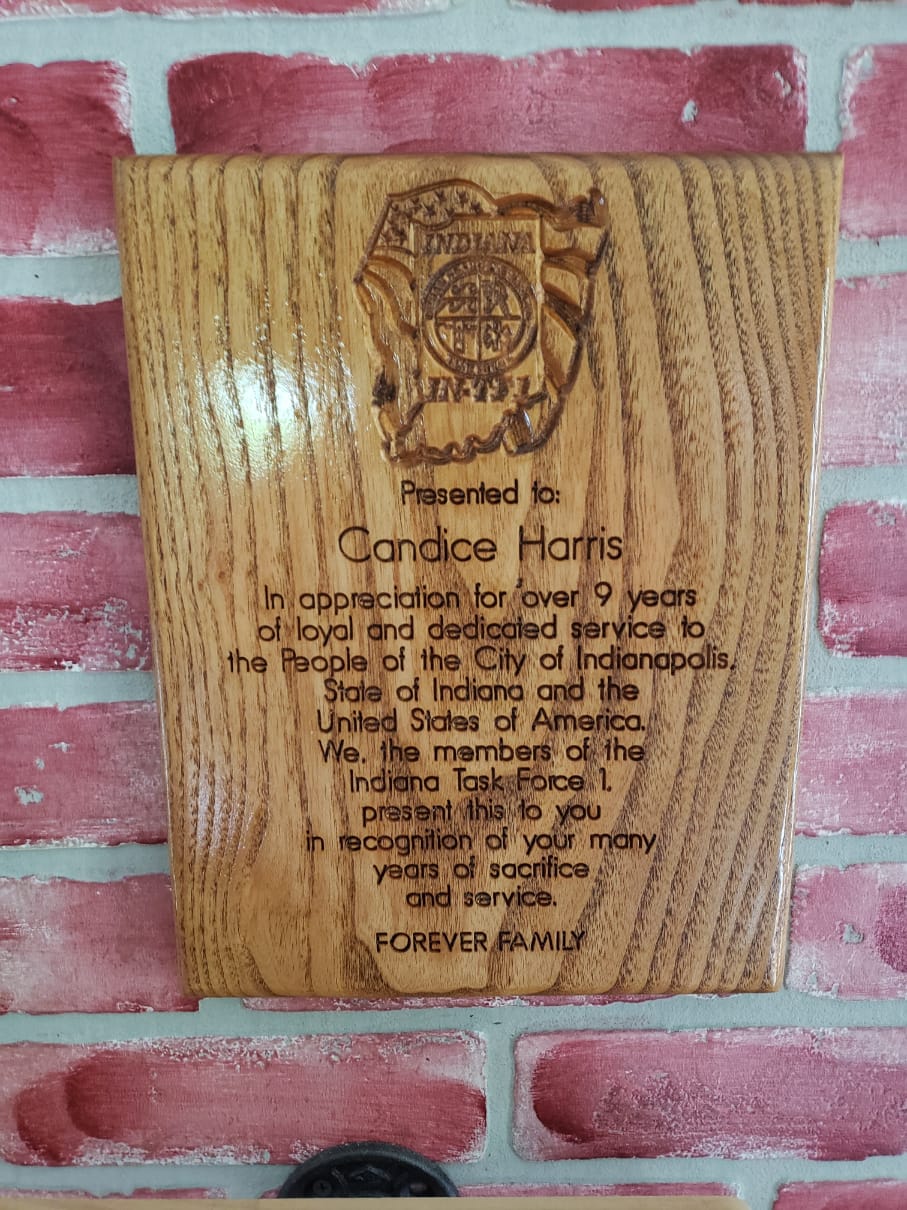 INDIANA
IN-TF1
Presented to:
Candice Harris
In appreciation for over 9 years
of loyal and dedicated service to
the People of the City of Indianapolis,
State of Indiana and the
United States of America.
We, the members of the
Indiana Task Force 1,
present this to you
in recognition of your many
years of sacrifice
and service.
FOREVER FAMILY